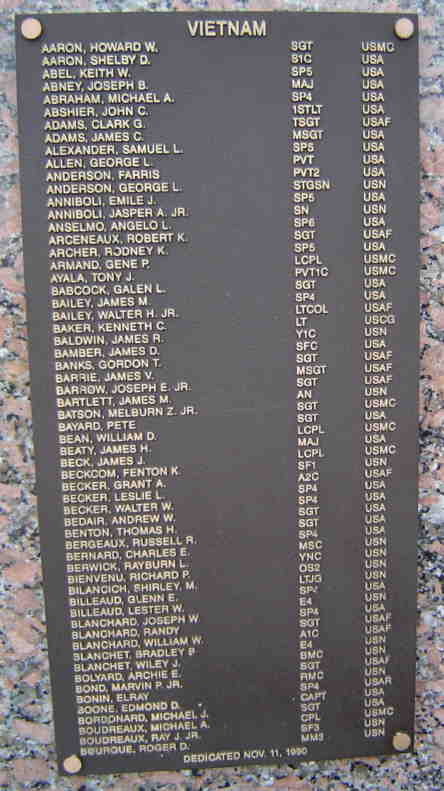 VIETNAM
AARON, HOWARD W. SGT USMC
AARON, SHELBY D. S1C USA
ABEL, KEITH W. SP5 USA
ABNEY, JOSEPH B. MAJ USA
ABRAHAM, MICHAEL A. SP4 USA
ABSHIER, JOHN C. 1STLT USA
ADAMS, CLARK G. TSGT USAF
ADAMS, JAMES C. MSGT USA
ALEXANDER, SAMUEL L. SP5 USA
ALLEN, GEORGE L. PVT USA
ANDERSON, FARRIS PVT2 USA
ANDERSON, GEORGE L. STGSN USN
ANNIBOLI, EMILE J. SP5 USA
ANNIBOLI, JASPER A. JR. SN USN
ANSELMO, ANGELO L. SP6 USA
ARCENEAUX, ROBERT K. SGT USAF
ARCHER, RODNEY K. SP5 USA
ARMAND, GENE P. LCPL USMC
AYALA, TONY J. PVT1C USMC
BABCOCK, GALEN L. SGT USA
BAILEY, JAMES M. SP4 USA
BAILEY, WALTER H. JR. LTCOL USAF
BAKER, KENNETH C. LT USCG
BALDWIN, JAMES R. Y1C USN
BAMBER, JAMES D. SFC USA
BANKS, GORDON T. SGT USAF
BARRIE, JAMES V. MSGT USAF
BARROW, JOSEPH E. JR. SGT USAF
BARTLETT, JAMES M. AN USN
BATSON, MELBURN Z. JR. SGT USMC
BAYARD, PETE SGT USA
BEAN, WILLIAM D. LCPL USMC
BEATY, JAMES H. MAJ USA
BECK, JAMES J. LCPL USMC
BECKCOM, FENTON K. SF1 USN
BECKER, GRANT A. A2C USAF
BECKER, LESLIE L. SP4 USA
BECKER, WALTER W. SP4 USA
BEDAIR, ANDREW W. SGT USA
BENTON, THOMAS H. SGT USA
BERGEAUX, RUSSELL R. SP4 USA
BERNARD, CHARLES E. MSC USN
BERWICK, RAYBURN L. YNC USN
BIENVENU, RICHARD P. OS2 USN
BILANCICH, SHIRLEY, M. LTJG USN
BILLEAUD, GLENN E. SP4 USA
BILLEAUD, LESTER W. E4 USN
BLANCHARD, JOSEPH W. SP4 USA
BLANCHARD, RANDY SGT USAF
BLANCHARD, WILLIAM W. A1C USAF
BLANCHET, BRADLEY P. E4 USN
BLANCHET, WILEY J. BMC USN
BOLYARD, ARCHIE E. SGT USAF
BOND, MARVIN P. JR. RMC USN
BONIN, ELRAY SP4 USAR
BOONE, EDMOND D. CAPT USA
BORDONARD, MICHAEL J. SGT USA
BOUDREAUX, MICHAEL A. CPL USMC
BOUDREAUX, RAY J. JR. SF3 USN
BOURQUE, ROGER D. MM3 USN
DEDICATED NOV. 11, 1990